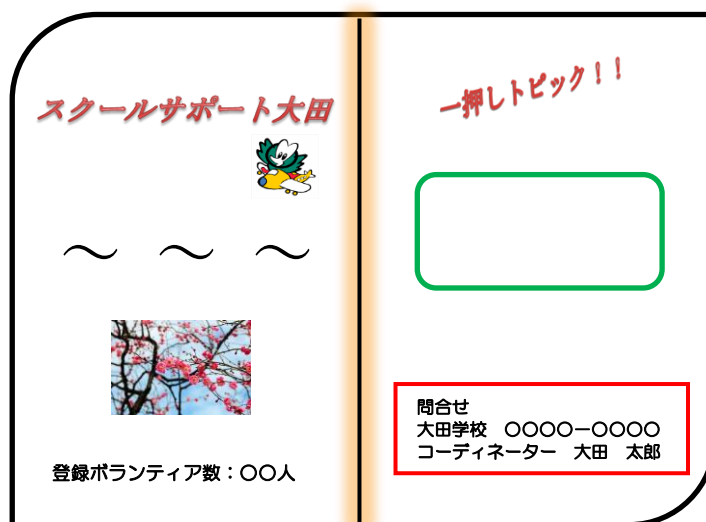 スクールサポート大田
～　～　～
登録ボランティア数：〇〇人
一押しトピック！！
問合せ
大田学校　〇〇〇〇ー〇〇〇〇
コーディネーター　大田　太郎